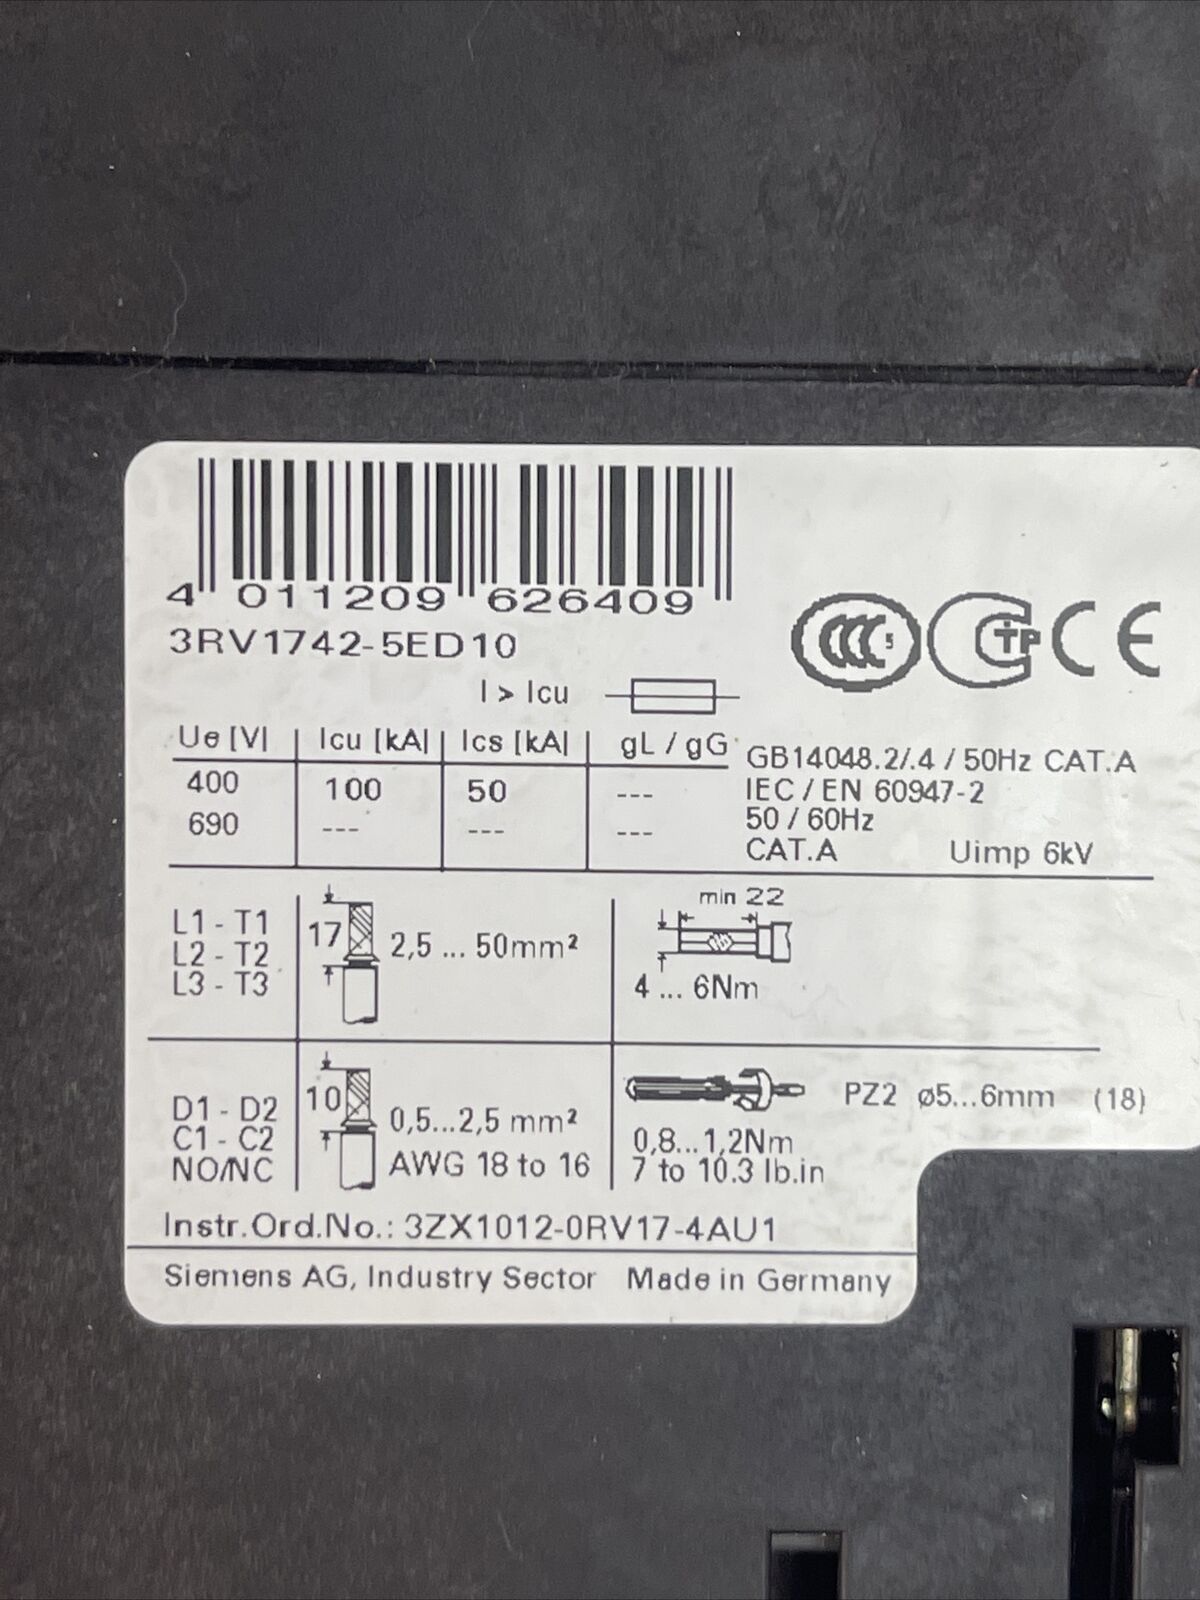 4 011209 626409
3RV1742-5ED10
I > Icu
CCC 5 CTP CE
Ue [V] Icu [kA] Ics [kA] gL / gG
400 100 50 ---
690 --- --- ---
GB14048.2/.4 / 50Hz CAT.A
IEC / EN 60947-2
50 / 60Hz
CAT.A Uimp 6kV
L1 - T1
L2 - T2
L3 - T3
17
2,5 ... 50mm²
min 22
4 ... 6Nm
D1 - D2
C1 - C2
NO/NC
10
0,5...2,5 mm²
AWG 18 to 16
PZ2 ø5...6mm (18)
0,8...1,2Nm
7 to 10.3 lb.in
Instr.Ord.No.: 3ZX1012-0RV17-4AU1
Siemens AG, Industry Sector Made in Germany